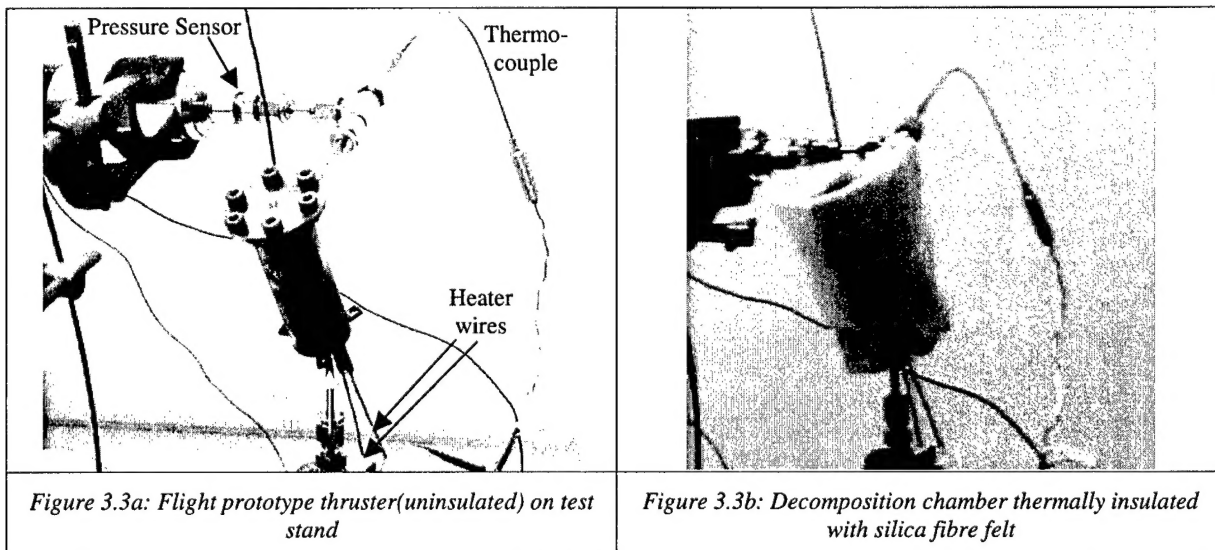 Pressure Sensor
Thermo-
couple
Heater
wires
Figure 3.3a: Flight prototype thruster(uninsulated) on test
stand
Figure 3.3b: Decomposition chamber thermally insulated
with silica fibre felt